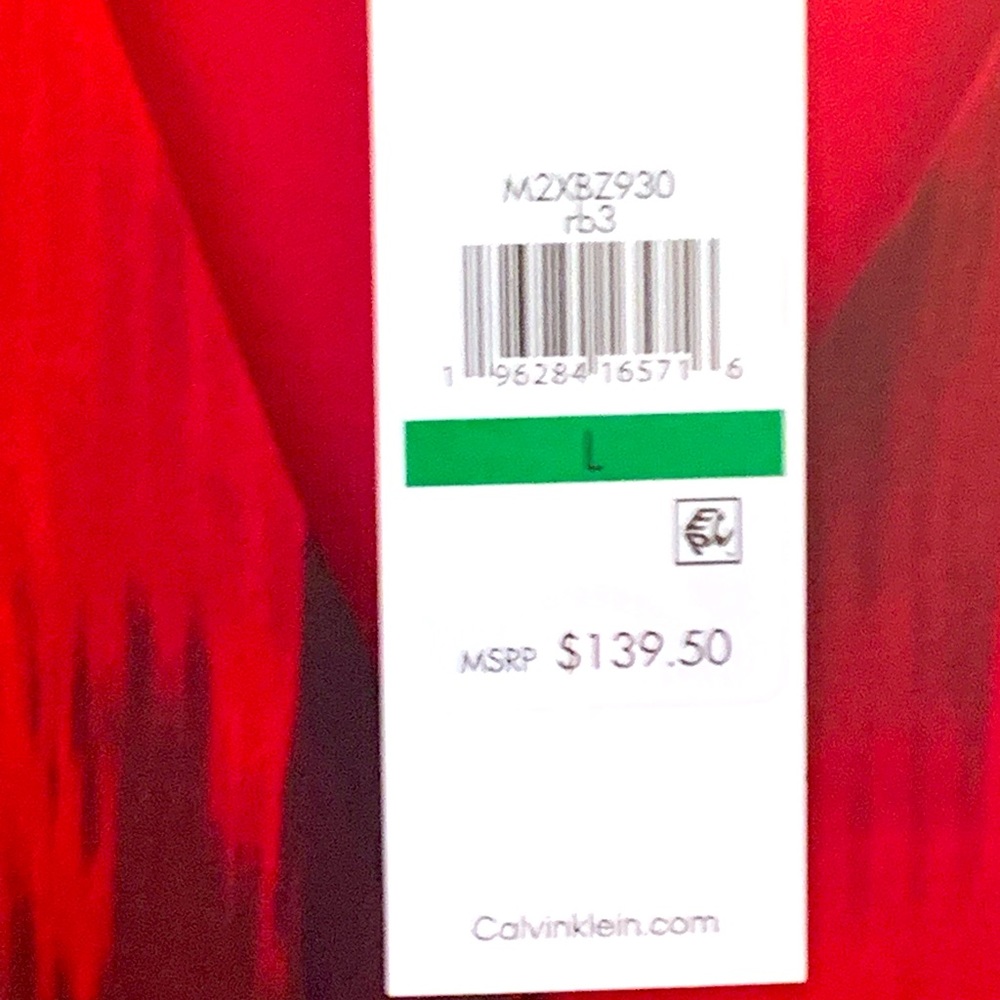 M2XBZ930
rb3
1 96284 16571 6
L
MSRP $139.50
Calvinklein.com